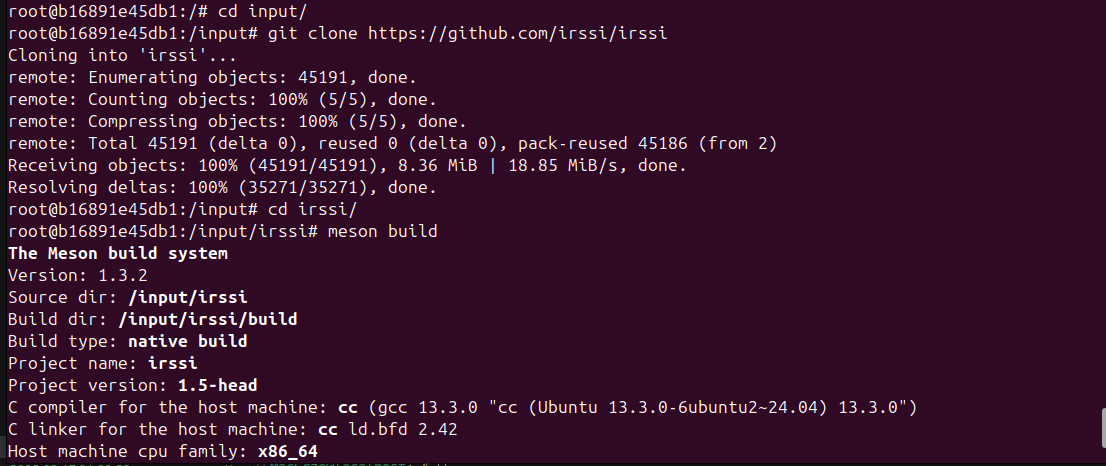 root@b16891e45db1:/# cd input/
root@b16891e45db1:/input# git clone https://github.com/irssi/irssi
Cloning into 'irssi'...
remote: Enumerating objects: 45191, done.
remote: Counting objects: 100% (5/5), done.
remote: Compressing objects: 100% (5/5), done.
remote: Total 45191 (delta 0), reused 0 (delta 0), pack-reused 45186 (from 2)
Receiving objects: 100% (45191/45191), 8.36 MiB | 18.85 MiB/s, done.
Resolving deltas: 100% (35271/35271), done.
root@b16891e45db1:/input# cd irssi/
root@b16891e45db1:/input/irssi# meson build
The Meson build system
Version: 1.3.2
Source dir: /input/irssi
Build dir: /input/irssi/build
Build type: native build
Project name: irssi
Project version: 1.5-head
C compiler for the host machine: cc (gcc 13.3.0 "cc (Ubuntu 13.3.0-6ubuntu2~24.04) 13.3.0")
C linker for the host machine: cc ld.bfd 2.42
Host machine cpu family: x86_64